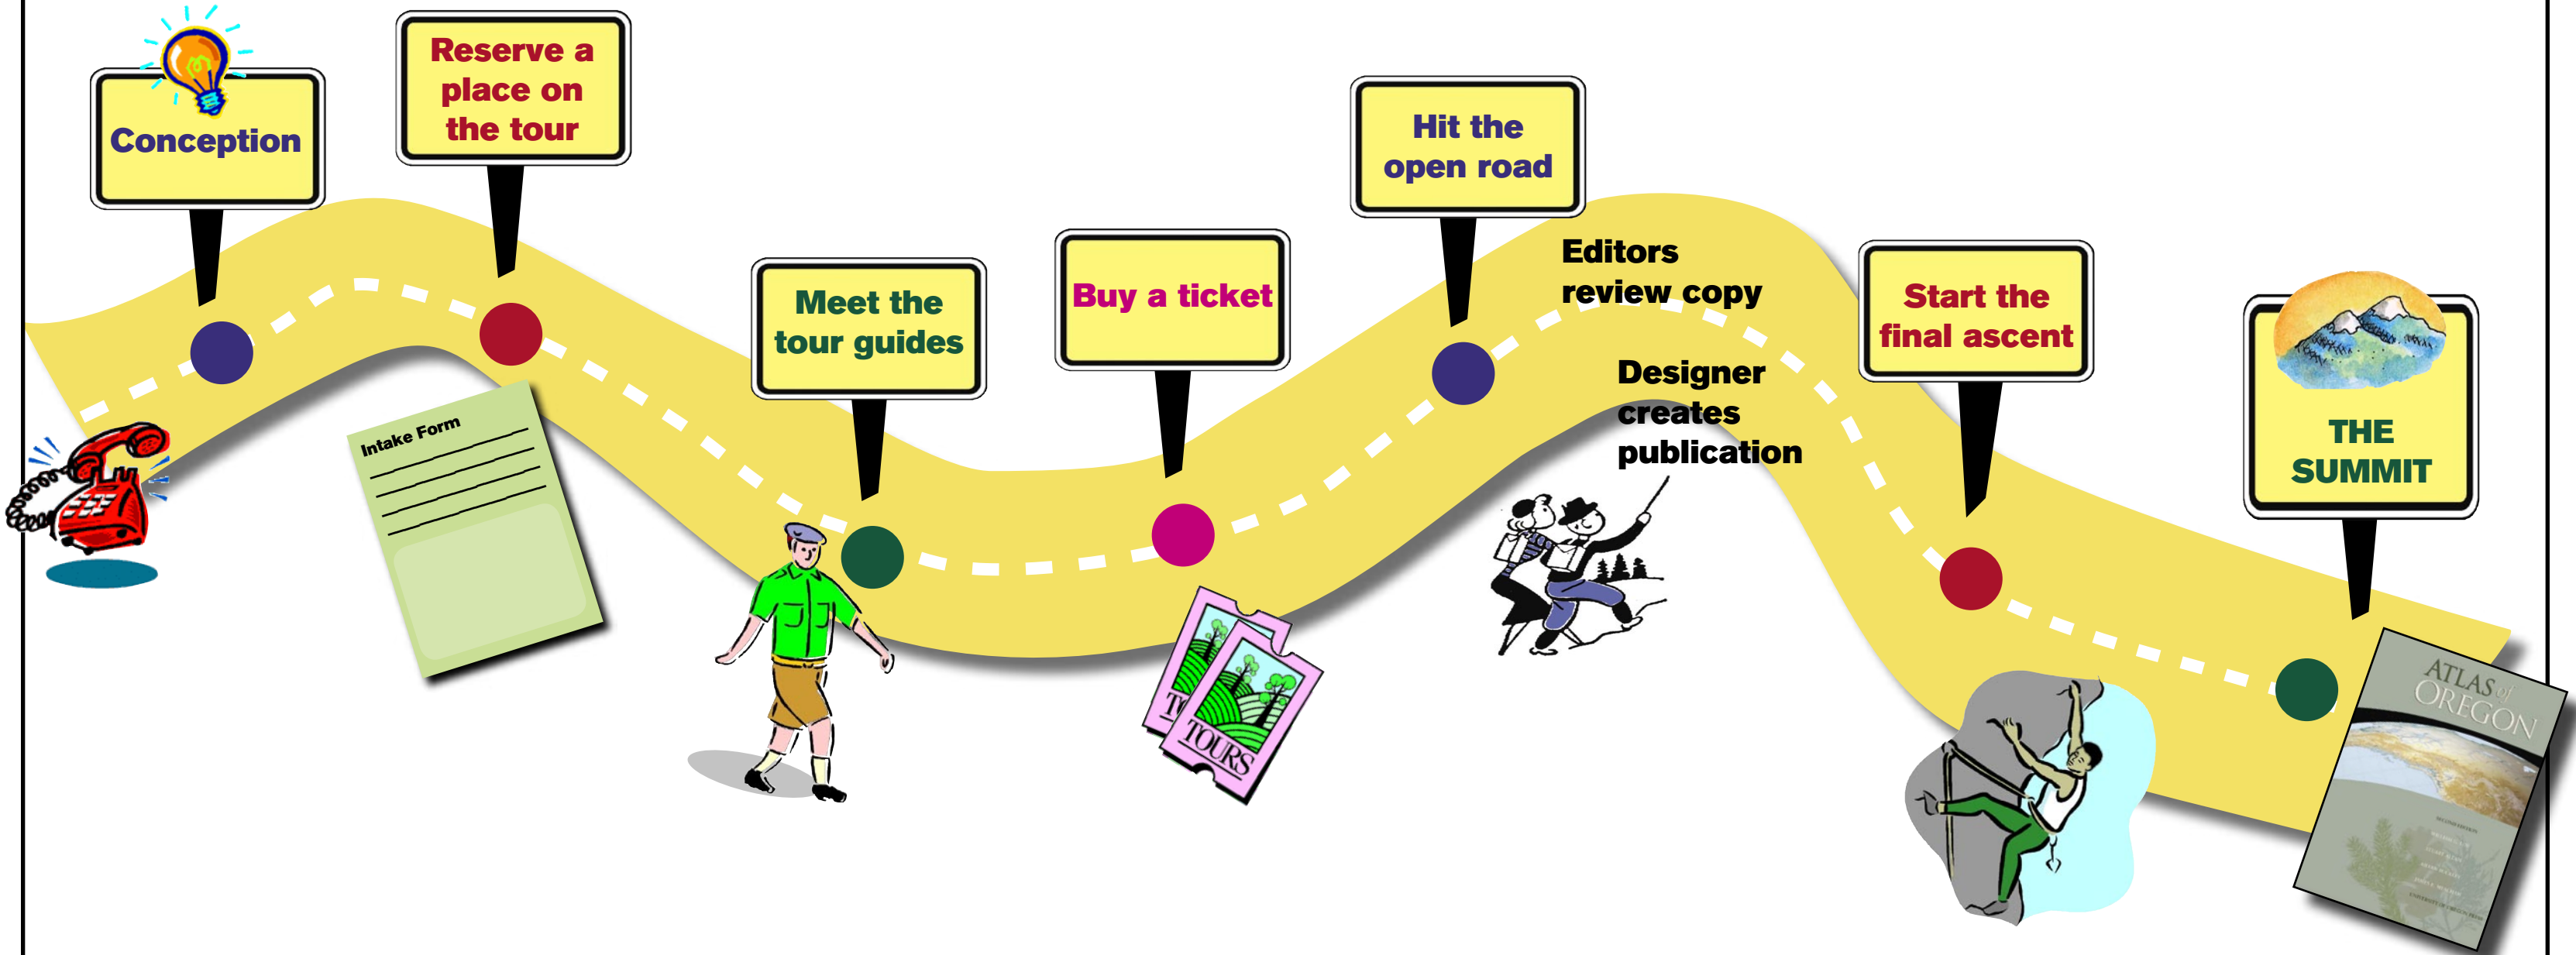 Conception
Reserve a
place on
the tour
Intake Form
Meet the
tour guides
Buy a ticket
TOURS
Hit the
open road
Editors
review copy
Designer
creates
publication
Start the
final ascent
THE
SUMMIT
ATLAS of
OREGON